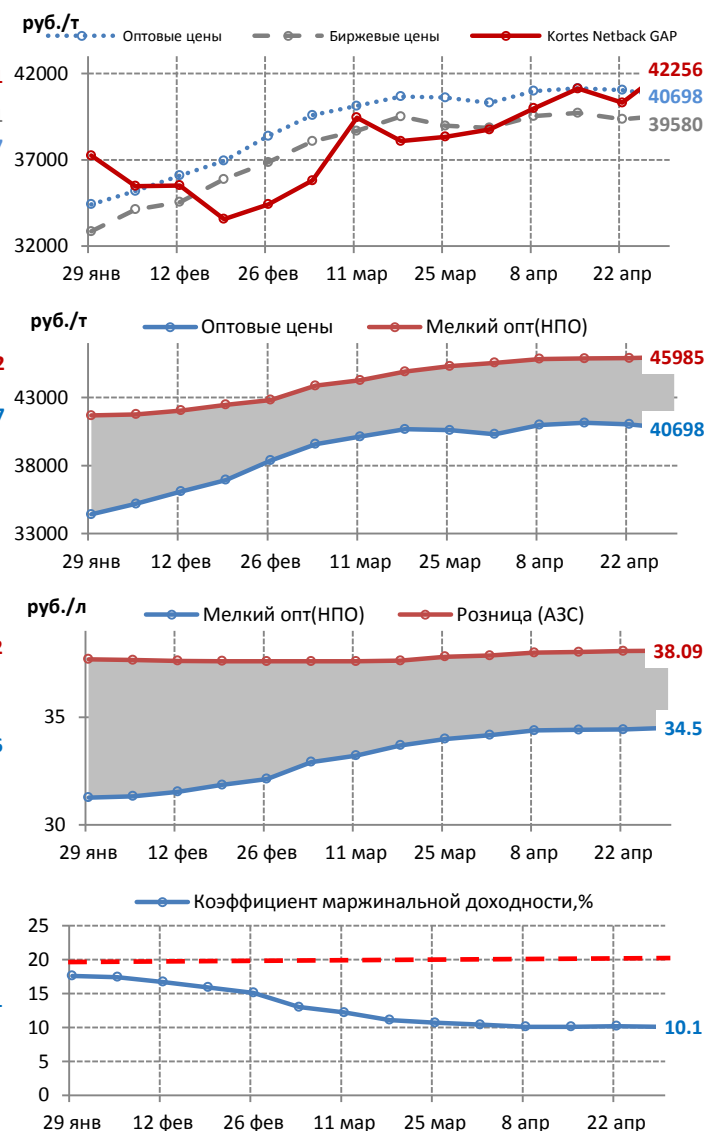 руб./т
Оптовые цены Биржевые цены Kortes Netback GAP
42000
37000
32000
42256
40698
39580
29 янв 12 фев 26 фев 11 мар 25 мар 8 апр 22 апр
руб./т
Оптовые цены Мелкий опт(НПО)
43000
38000
33000
45985
40698
29 янв 12 фев 26 фев 11 мар 25 мар 8 апр 22 апр
руб./л
Мелкий опт(НПО) Розница (АЗС)
35
30
38.09
34.5
29 янв 12 фев 26 фев 11 мар 25 мар 8 апр 22 апр
Коэффициент маржинальной доходности,%
25
20
15
10
5
0
10.1
29 янв 12 фев 26 фев 11 мар 25 мар 8 апр 22 апр